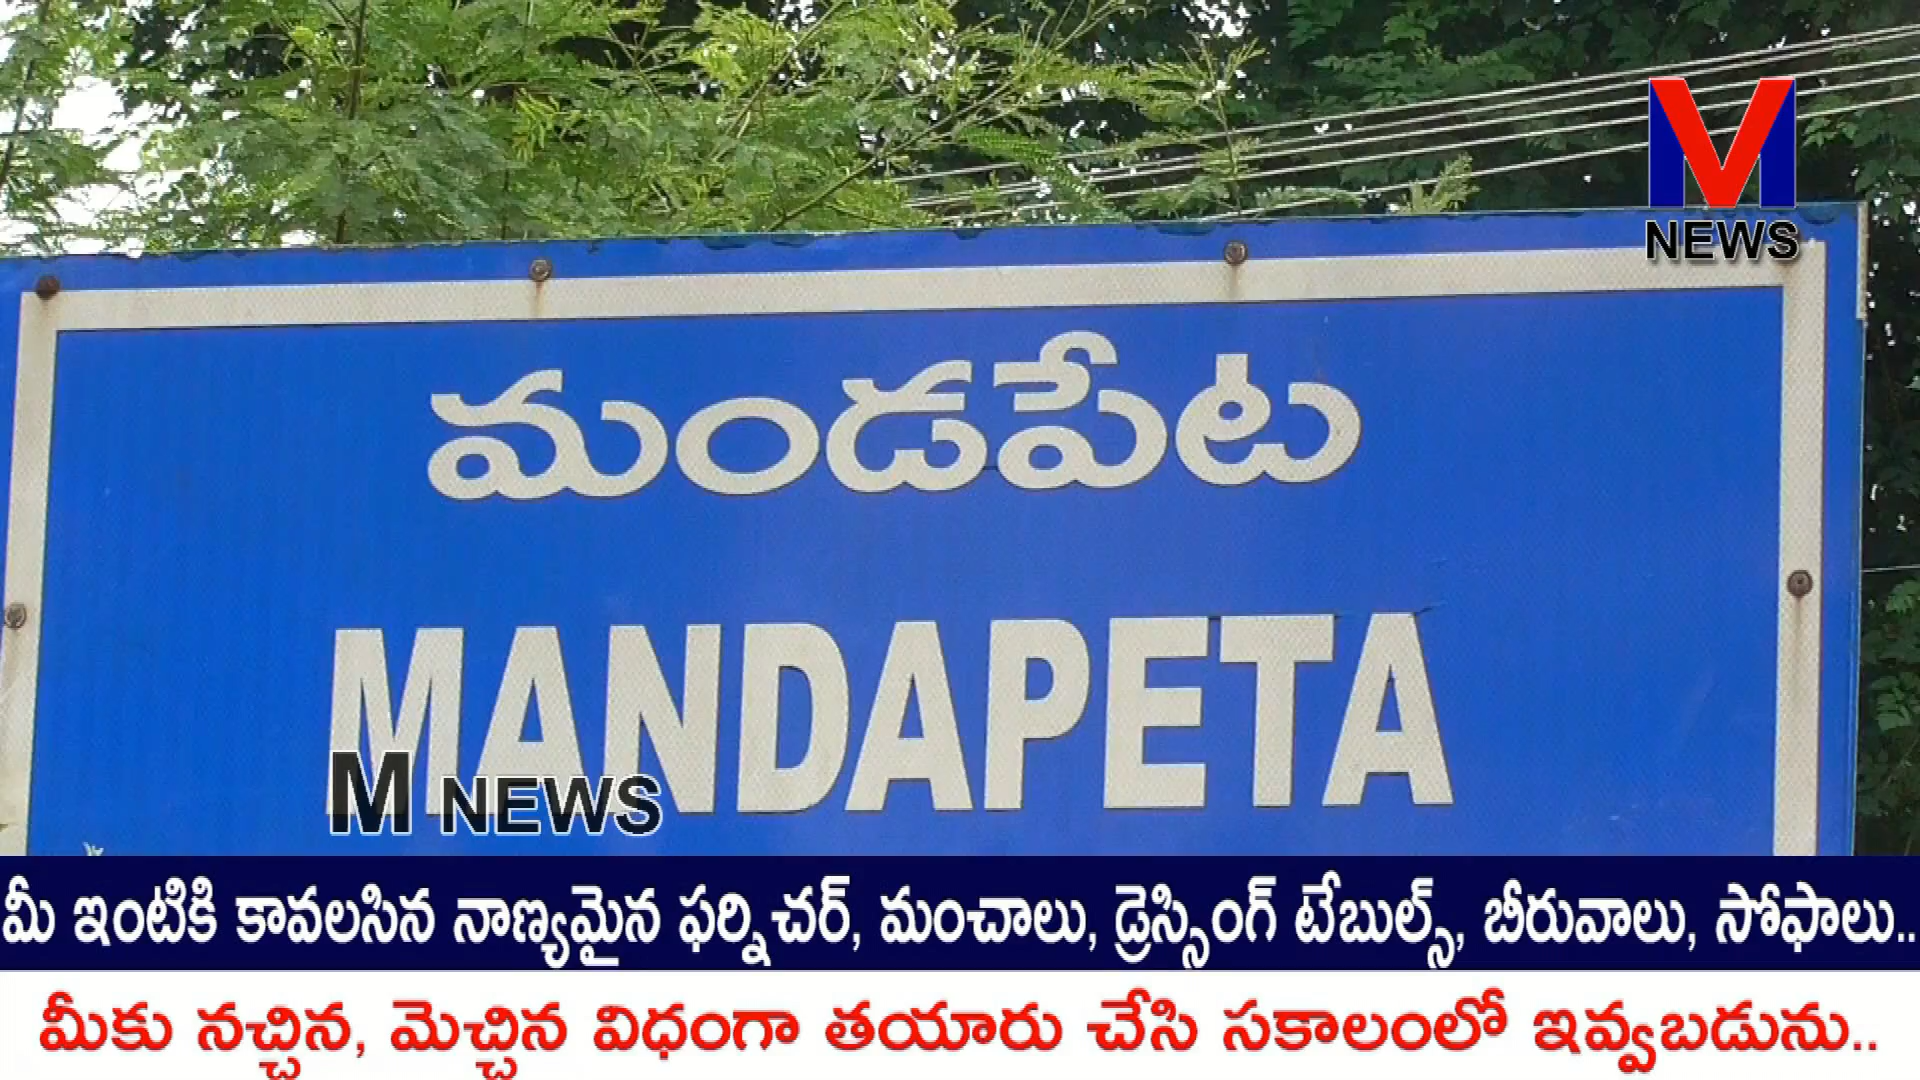 M
NEWS
మండపేట
MANDAPETA
M NEWS
మీ ఇంటికి కావలసిన నాణ్యమైన ఫర్నిచర్, మంచాలు, డ్రెస్సింగ్ టేబుల్స్, బీరువాలు, సోఫాలు..
మీకు నచ్చిన, మెచ్చిన విధంగా తయారు చేసి సకాలంలో ఇవ్వబడును..